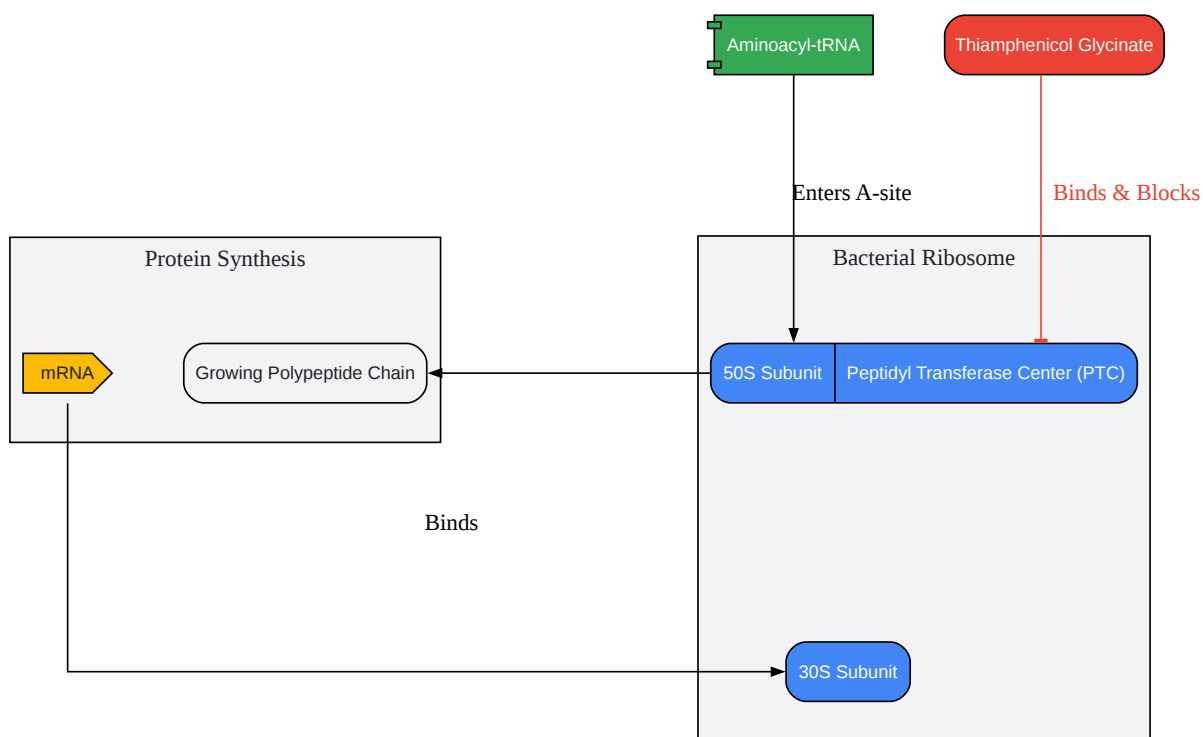 Aminoacyl-tRNA
Thiamphenicol Glycinate
Enters A-site
Binds & Blocks
Protein Synthesis
Bacterial Ribosome
mRNA
Growing Polypeptide Chain
50S Subunit
Peptidyl Transferase Center (PTC)
Binds
30S Subunit